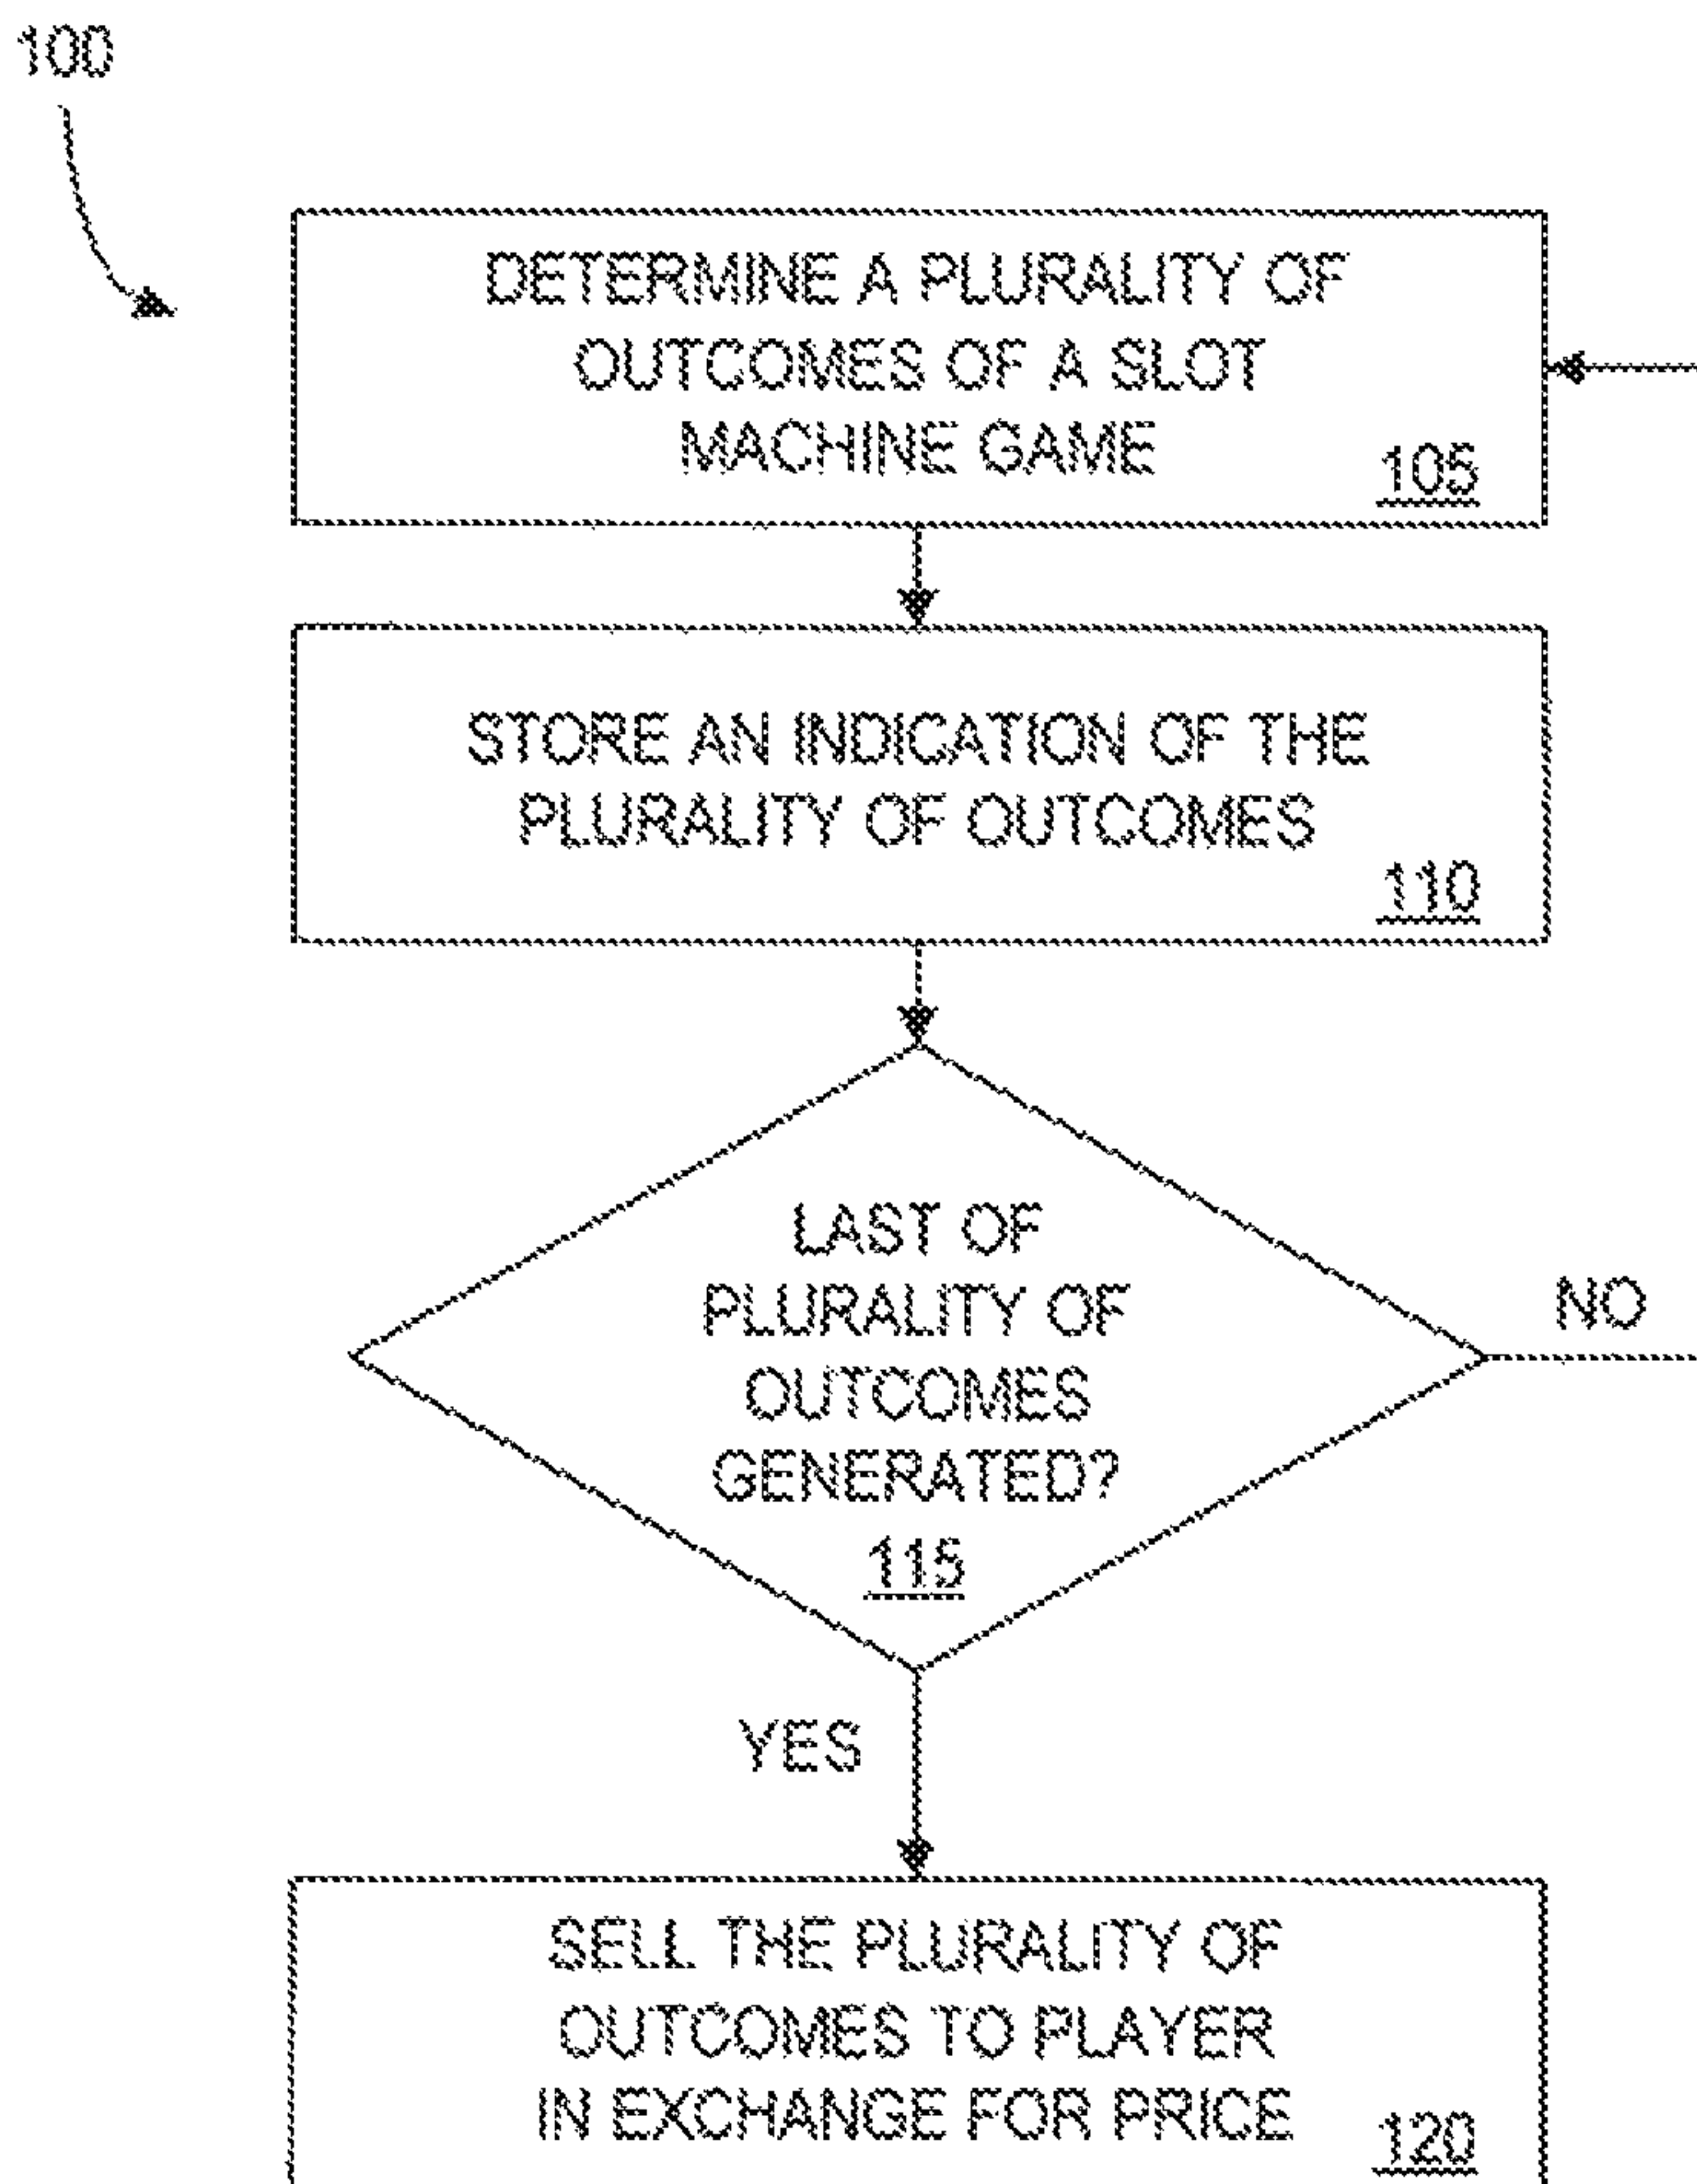 100
DETERMINE A PLURALITY OF
OUTCOMES OF A SLOT
MACHINE GAME
105
STORE AN INDICATION OF THE
PLURALITY OF OUTCOMES
110
LAST OF
PLURALITY OF
OUTCOMES
GENERATED?
115
NO
YES
SELL THE PLURALITY OF
OUTCOMES TO PLAYER
IN EXCHANGE FOR PRICE
120